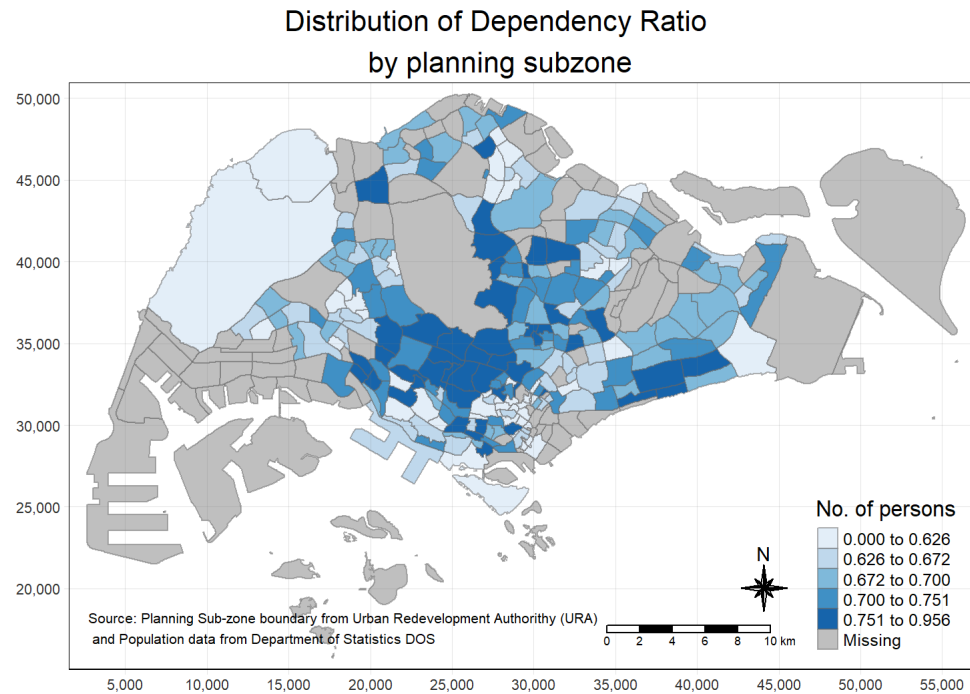 Distribution of Dependency Ratio
by planning subzone
50,000
45,000
40,000
35,000
30,000
25,000
20,000
No. of persons
0.000 to 0.626
0.626 to 0.672
0.672 to 0.700
0.700 to 0.751
0.751 to 0.956
Missing
N
Source: Planning Sub-zone boundary from Urban Redevelopment Authorithy (URA)
and Population data from Department of Statistics DOS
0 2 4 6 8 10 km
5,000 10,000 15,000 20,000 25,000 30,000 35,000 40,000 45,000 50,000 55,000